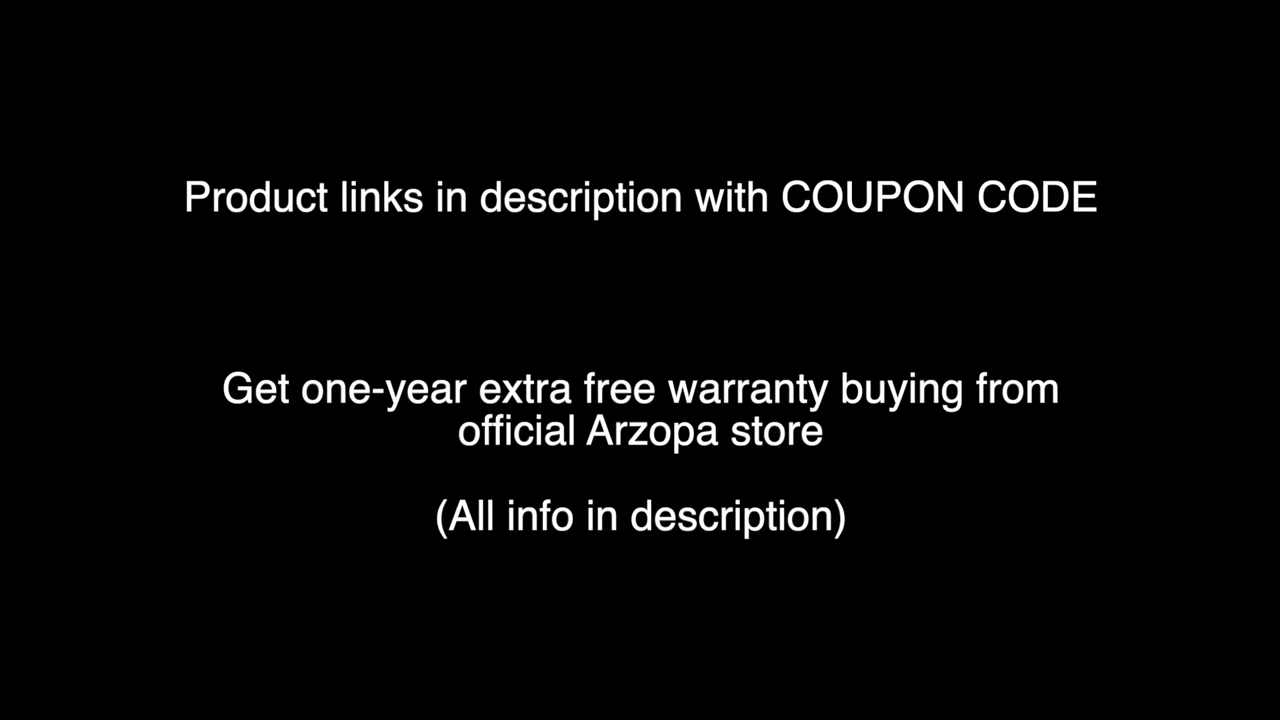 Product links in description with COUPON CODE
Get one-year extra free warranty buying from
official Arzopa store
(All info in description)